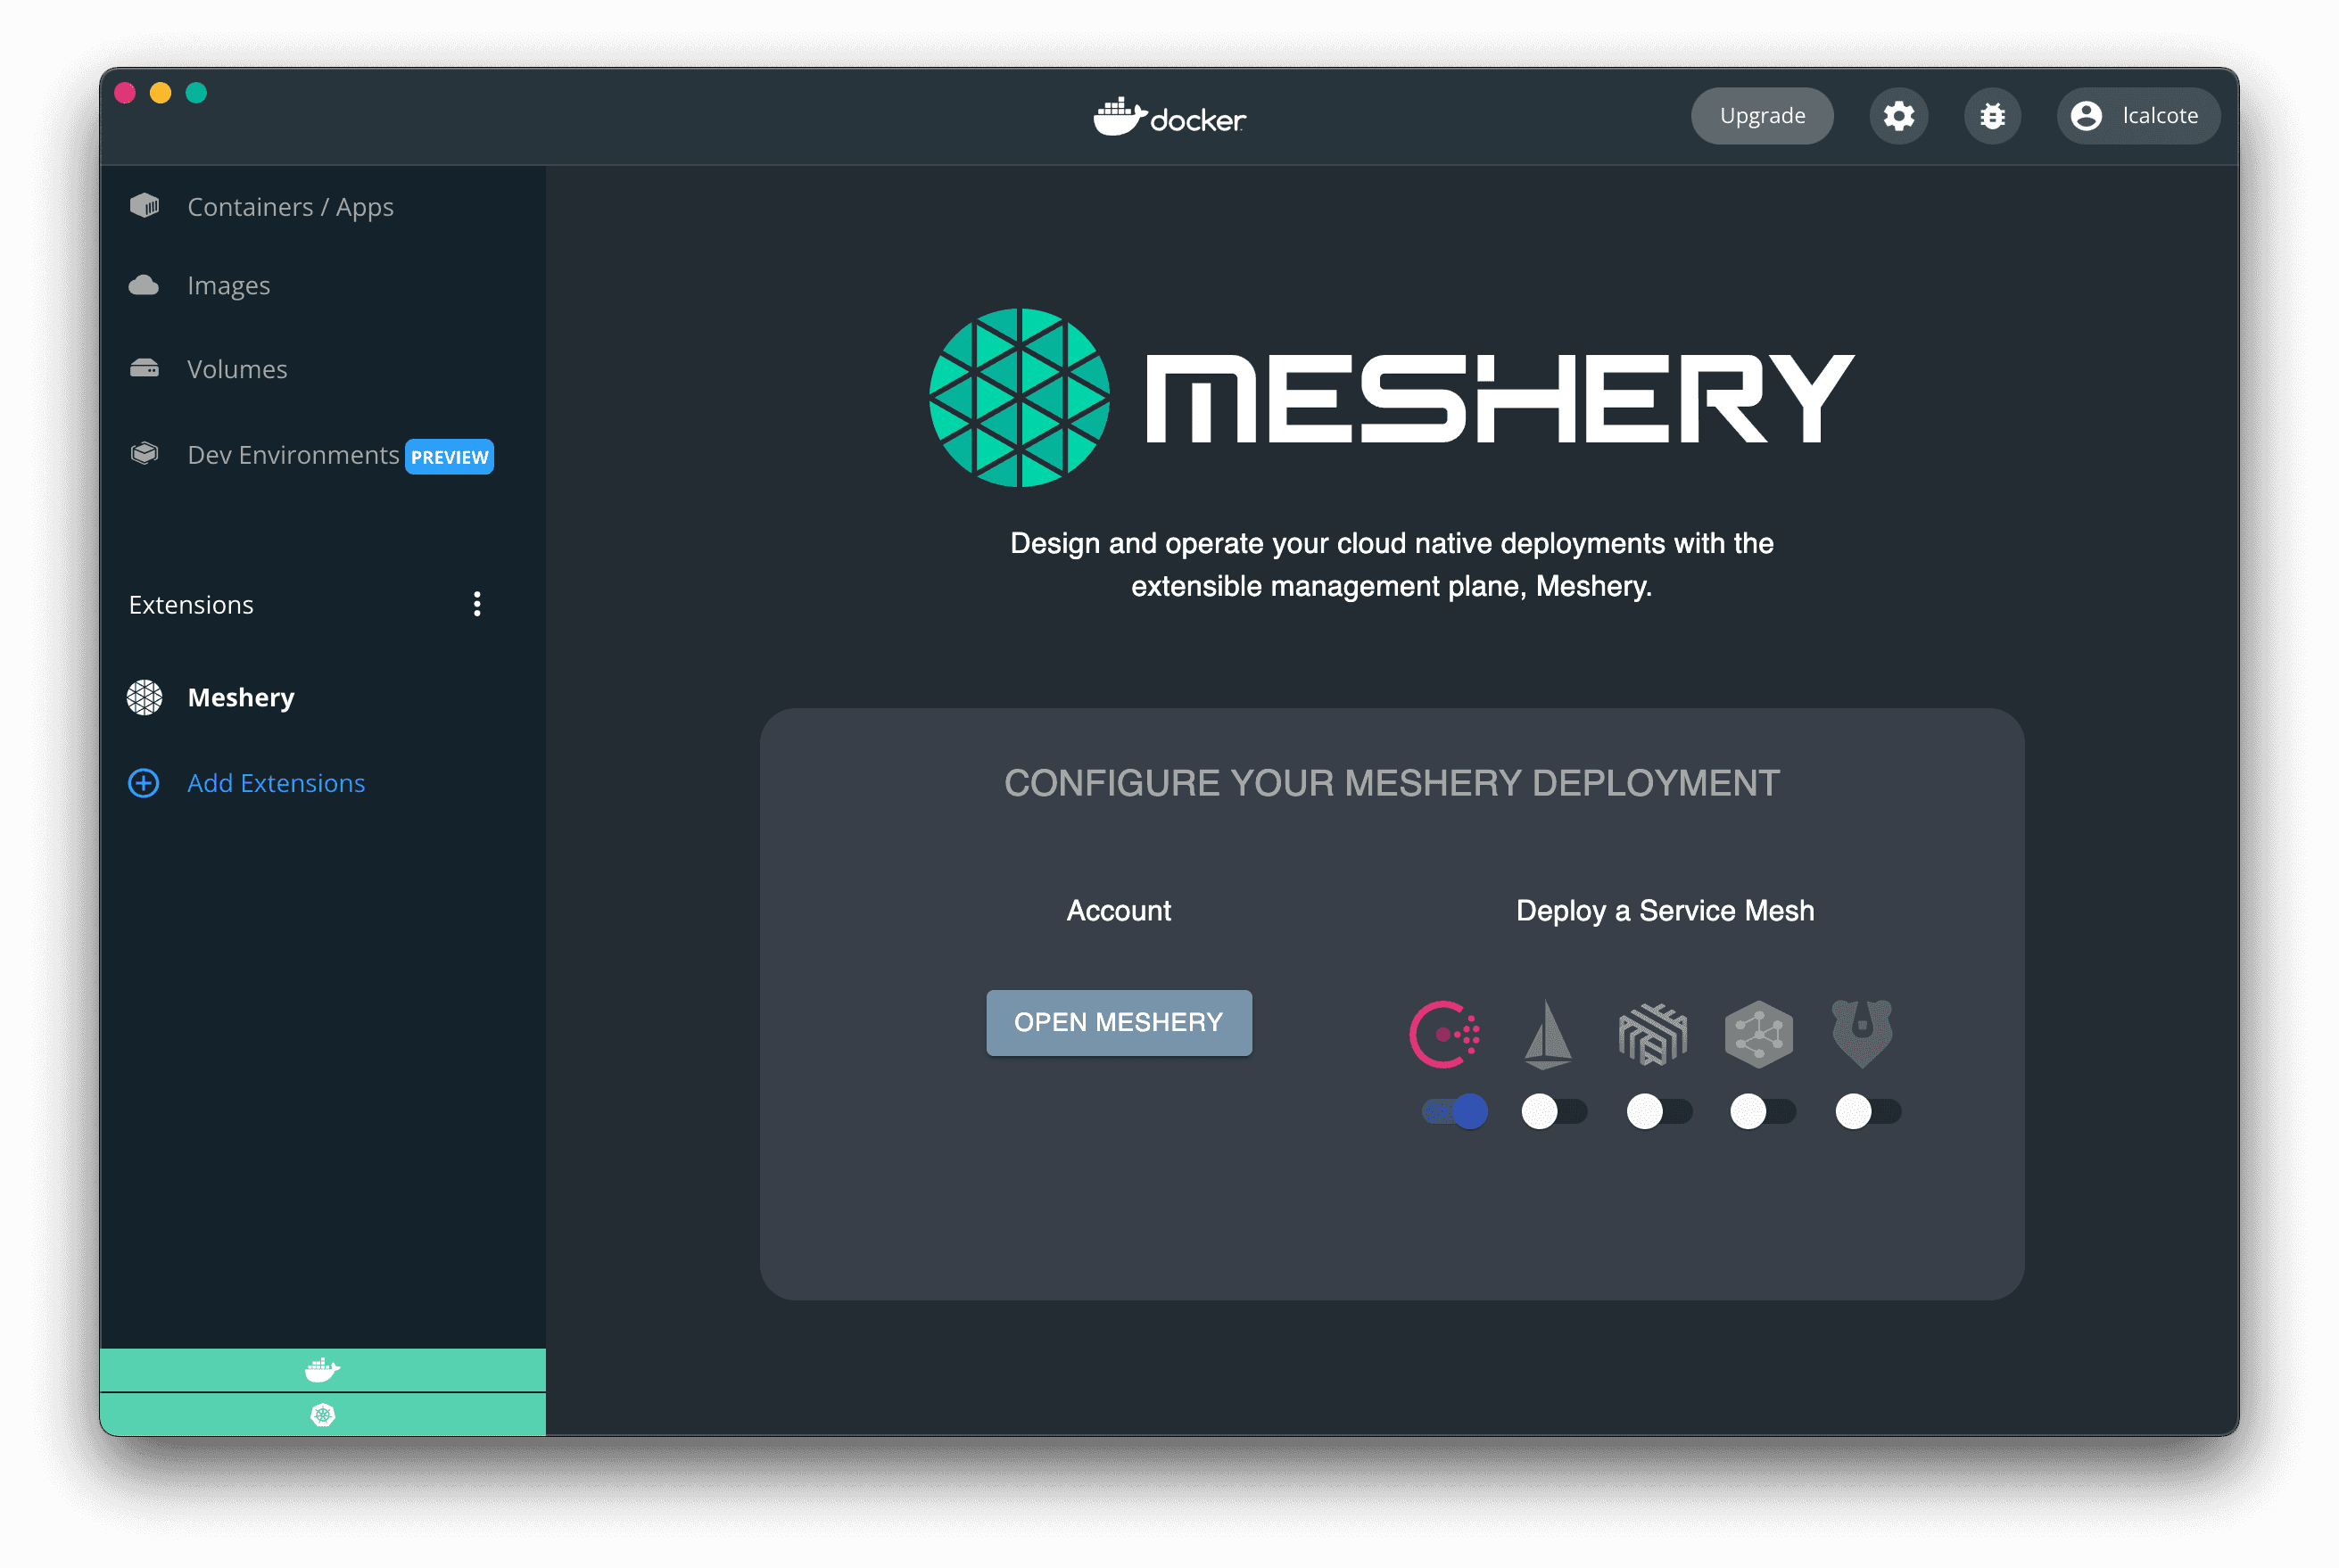 docker
Upgrade
lcalcote
Containers / Apps
Images
Volumes
Dev Environments PREVIEW
Extensions
Meshery
Add Extensions
MESHERY
Design and operate your cloud native deployments with the
extensible management plane, Meshery.
CONFIGURE YOUR MESHERY DEPLOYMENT
Account
Deploy a Service Mesh
OPEN MESHERY